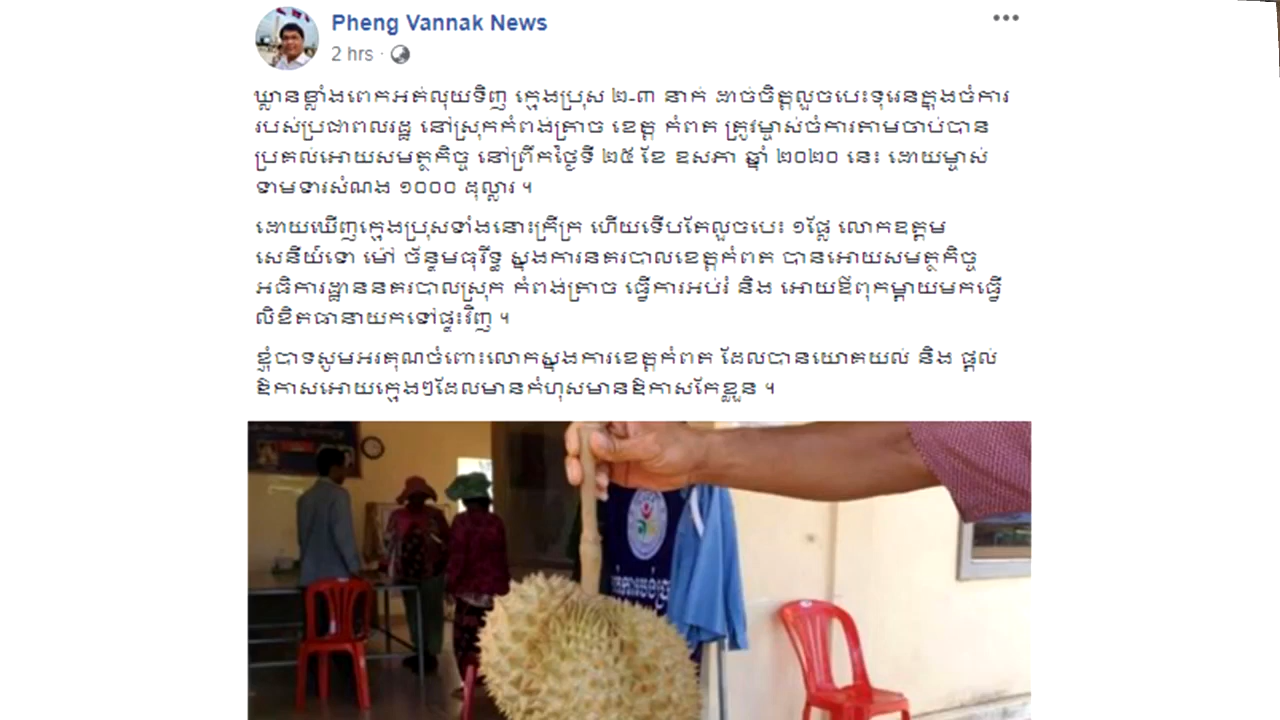 Pheng Vannak News
2 hrs ·
ឃ្លានខ្លាំងពេកអត់លុយទិញ ក្មេងប្រុស ២-៣ នាក់ ដាច់ចិត្តលួចបេះទុរេនក្នុងចំការ
របស់ប្រជាពលរដ្ឋ នៅស្រុកកំពង់ត្រាច ខេត្ត កំពត ត្រូវម្ចាស់ចំការតាមចាប់បាន
ប្រគល់អោយសមត្ថកិច្ច នៅព្រឹកថ្ងៃទី ២៥ ខែ ឧសភា ឆ្នាំ ២០២០ នេះ ដោយម្ចាស់
ទាមទារសំណង ១០០០ ដុល្លារ ។
ដោយឃើញក្មេងប្រុសទាំងនោះក្រីក្រ ហើយទើបតែលួចបេះ ១ផ្លែ លោកឧត្តម
សេនីយ៍ទោ ម៉ៅ ច័ន្ទមធុរីទ្ធ ស្នងការនគរបាលខេត្តកំពត បានអោយសមត្ថកិច្ច
អធិការដ្ឋាននគរបាលស្រុក កំពង់ត្រាច ធ្វើការអប់រំ និង អោយឪពុកម្តាយមកធ្វើ
លិខិតធានាយកទៅផ្ទះវិញ ។
ខ្ញុំបាទសូមអរគុណចំពោះលោកស្នងការខេត្តកំពត ដែលបានយោគយល់ និង ផ្តល់
ឱកាសអោយក្មេងៗដែលមានកំហុសមានឱកាសកែខ្លួន ។